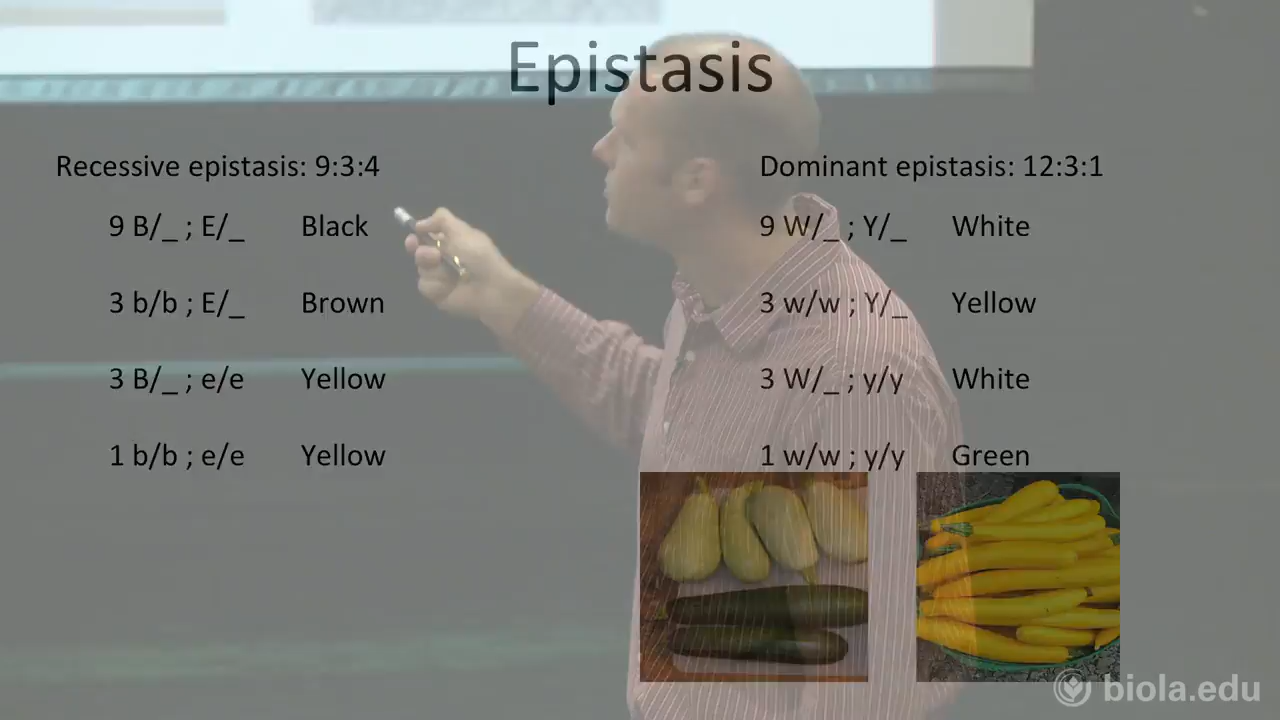 Epistasis
Recessive epistasis: 9:3:4
9 B/_ ; E/_ Black
3 b/b ; E/_ Brown
3 B/_ ; e/e Yellow
1 b/b ; e/e Yellow
Dominant epistasis: 12:3:1
9 W/_ ; Y/_ White
3 w/w ; Y/_ Yellow
3 W/_ ; y/y White
1 w/w ; y/y Green
biola.edu